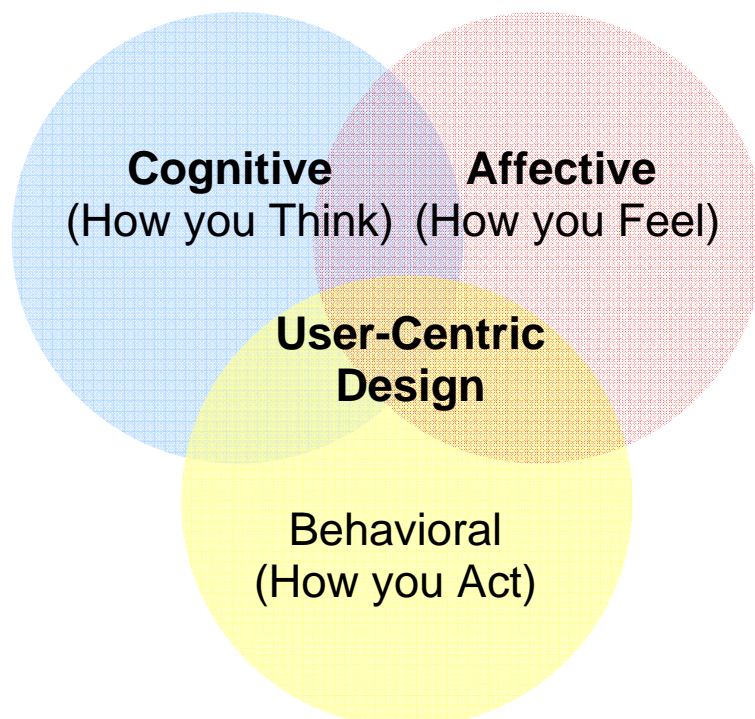 Cognitive
(How you Think)
Affective
(How you Feel)
User-Centric
Design
Behavioral
(How you Act)